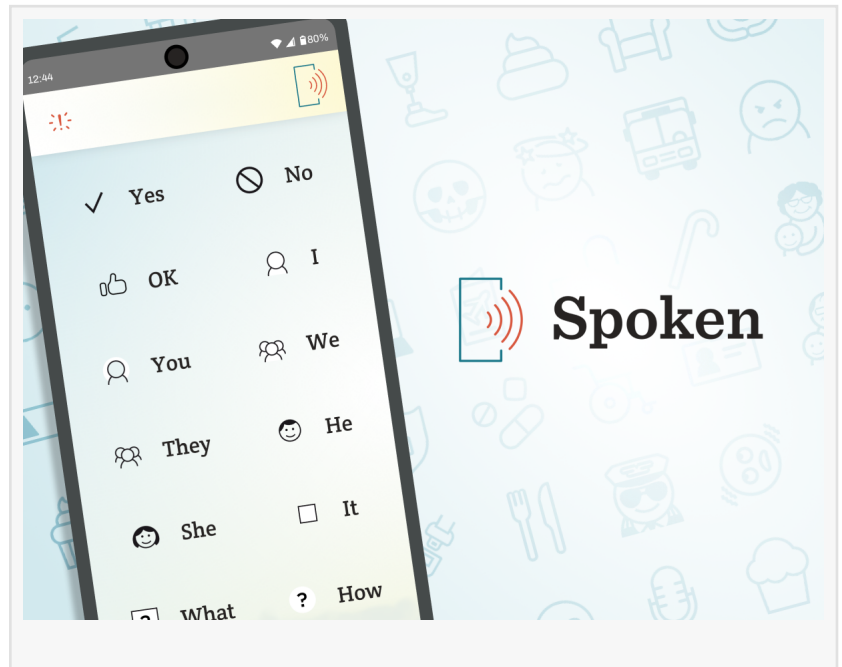 12:44
80%
Yes
No
OK
I
You
We
They
He
She
It
What
How
Spoken